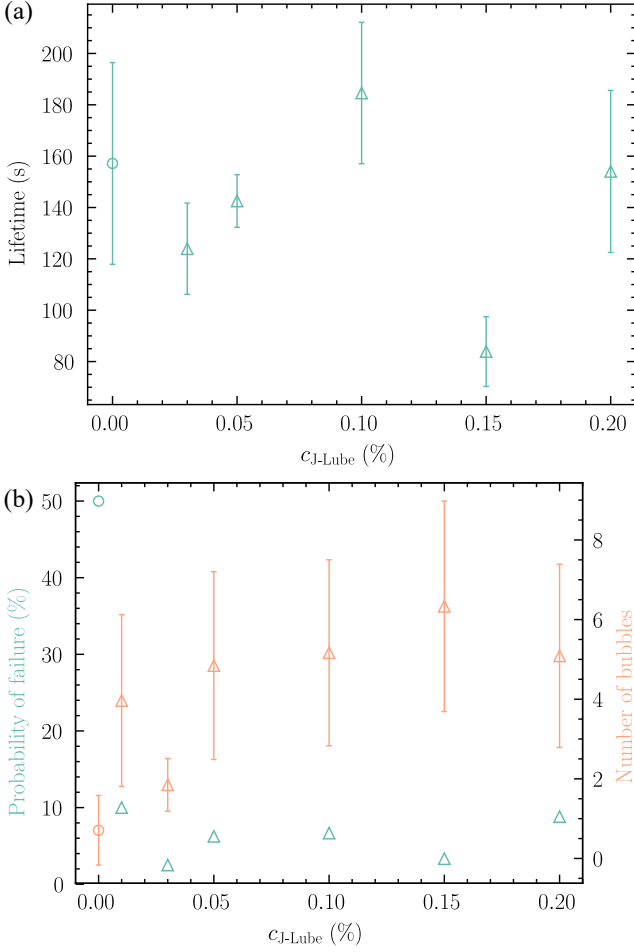 (a)
200
180
160
140
120
100
80
Lifetime (s)
0.00 0.05 0.10 0.15 0.20
c_J-Lube (%)
(b)
50
40
30
20
10
0
Probability of failure (%)
8
6
4
2
0
Number of bubbles
0.00 0.05 0.10 0.15 0.20
c_J-Lube (%)